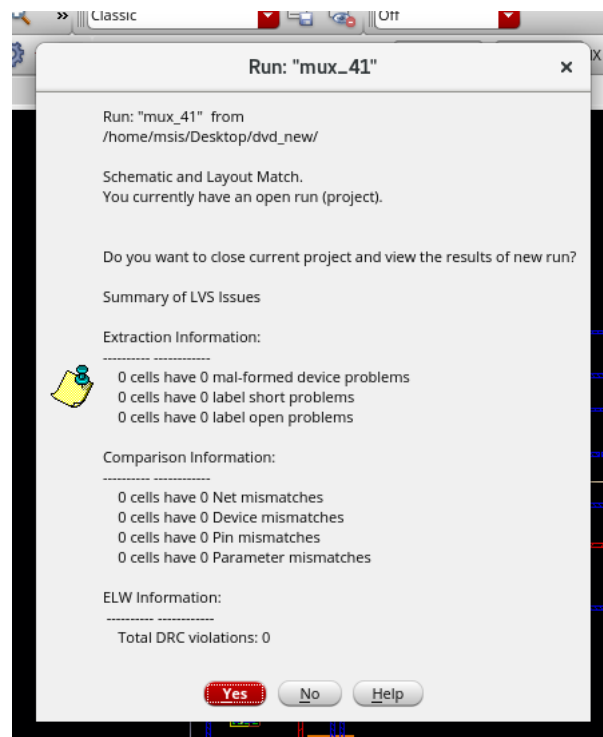 Classic
Off
Run: "mux_41"
Run: "mux_41" from
/home/msis/Desktop/dvd_new/
Schematic and Layout Match.
You currently have an open run (project).
Do you want to close current project and view the results of new run?
Summary of LVS Issues
Extraction Information:
---------- ------------
0 cells have 0 mal-formed device problems
0 cells have 0 label short problems
0 cells have 0 label open problems
Comparison Information:
---------- ------------
0 cells have 0 Net mismatches
0 cells have 0 Device mismatches
0 cells have 0 Pin mismatches
0 cells have 0 Parameter mismatches
ELW Information:
---------- ------------
Total DRC violations: 0
Yes No Help